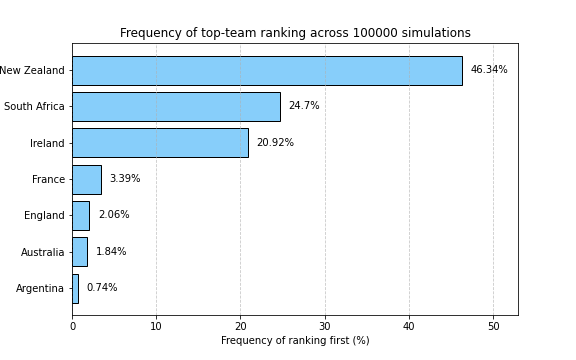 Frequency of top-team ranking across 100000 simulations
New Zealand 46.34%
South Africa 24.7%
Ireland 20.92%
France 3.39%
England 2.06%
Australia 1.84%
Argentina 0.74%
0 10 20 30 40 50
Frequency of ranking first (%)